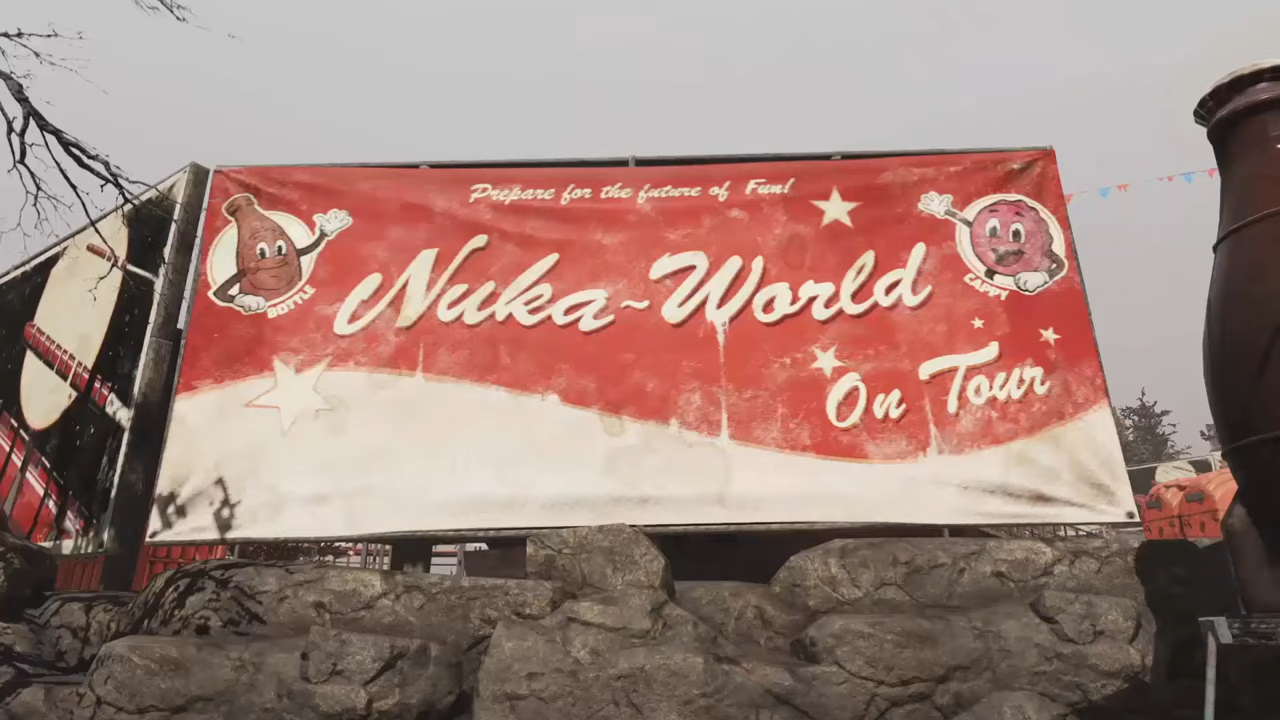 Prepare for the future of Fun!
BOTTLE
CAPPY
Nuka~World
On Tour